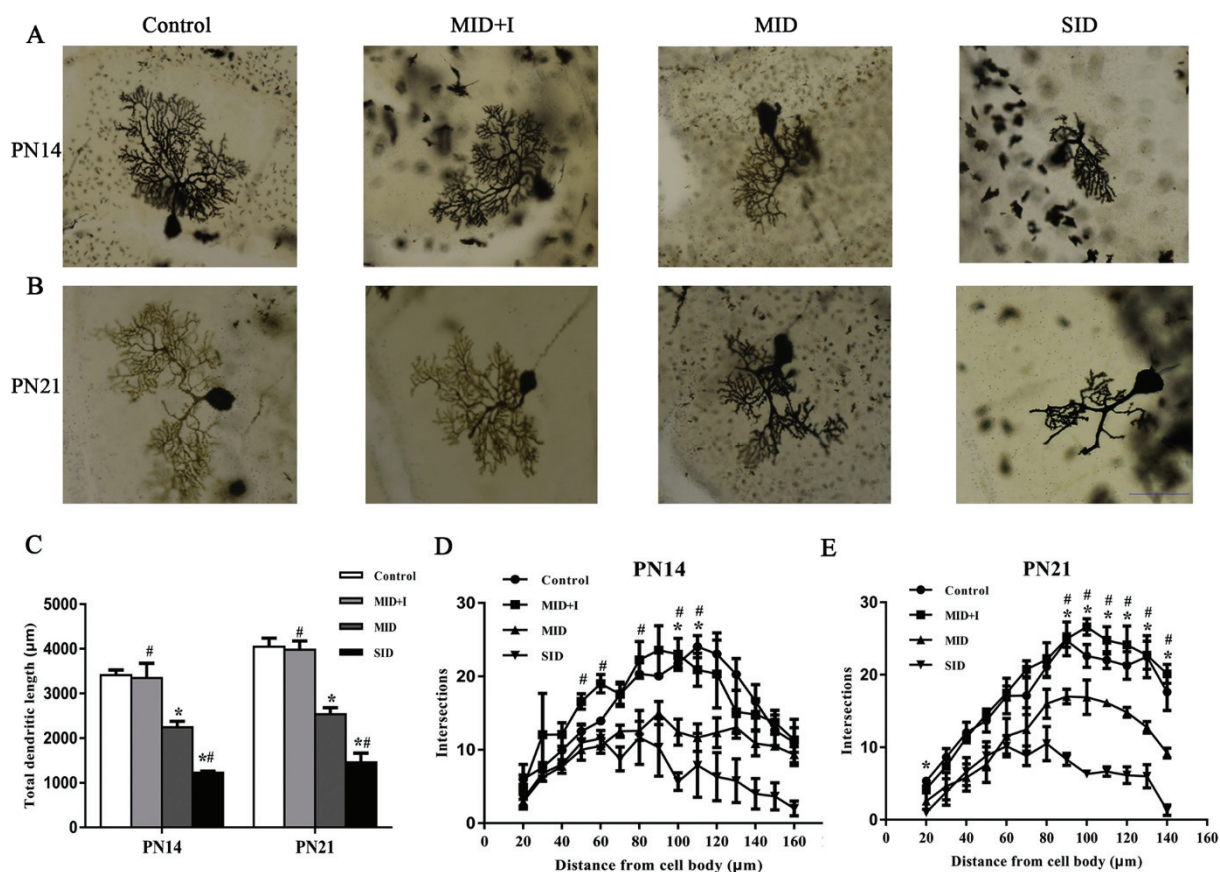 A
Control
MID+I
MID
SID
PN14
B
PN21
C
Control
MID+I
MID
SID
Total dendritic length (μm)
5000
4000
3000
2000
1000
0
#
*
*#
#
*
*#
PN14
PN21
D
PN14
Control
MID+I
MID
SID
Intersections
30
20
10
0
# # # # #
* *
0 20 40 60 80 100 120 140 160
Distance from cell body (μm)
E
PN21
Control
MID+I
MID
SID
Intersections
30
20
10
0
# # # # # #
* * * * * * *
0 20 40 60 80 100 120 140 160
Distance from cell body (μm)